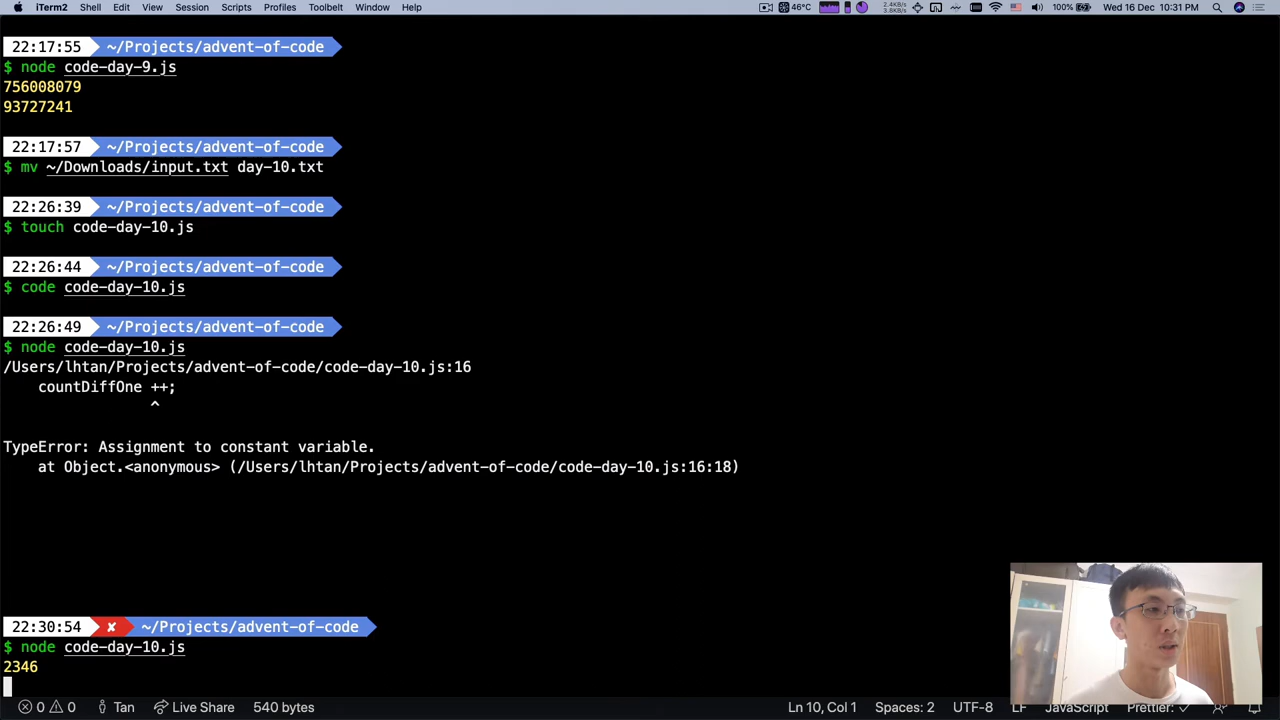 iTerm2 Shell Edit View Session Scripts Profiles Toolbelt Window Help 46°C 2.4KB/s 3.8KB/s 100% Wed 16 Dec 10:31 PM
22:17:55 ~/Projects/advent-of-code
$ node code-day-9.js
756008079
93727241
22:17:57 ~/Projects/advent-of-code
$ mv ~/Downloads/input.txt day-10.txt
22:26:39 ~/Projects/advent-of-code
$ touch code-day-10.js
22:26:44 ~/Projects/advent-of-code
$ code code-day-10.js
22:26:49 ~/Projects/advent-of-code
$ node code-day-10.js
/Users/lhtan/Projects/advent-of-code/code-day-10.js:16
countDiffOne ++;
^
TypeError: Assignment to constant variable.
at Object.<anonymous> (/Users/lhtan/Projects/advent-of-code/code-day-10.js:16:18)
22:30:54 ✘ ~/Projects/advent-of-code
$ node code-day-10.js
2346
0 0 Tan Live Share 540 bytes Ln 10, Col 1 Spaces: 2 UTF-8 LF JavaScript Prettier: ✓